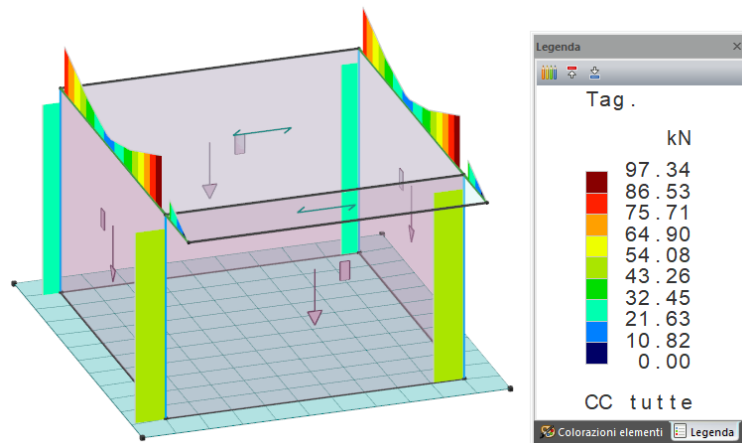 Legenda
Tag.
kN
97.34
86.53
75.71
64.90
54.08
43.26
32.45
21.63
10.82
0.00
CC tutte
Colorazioni elementi
Legenda